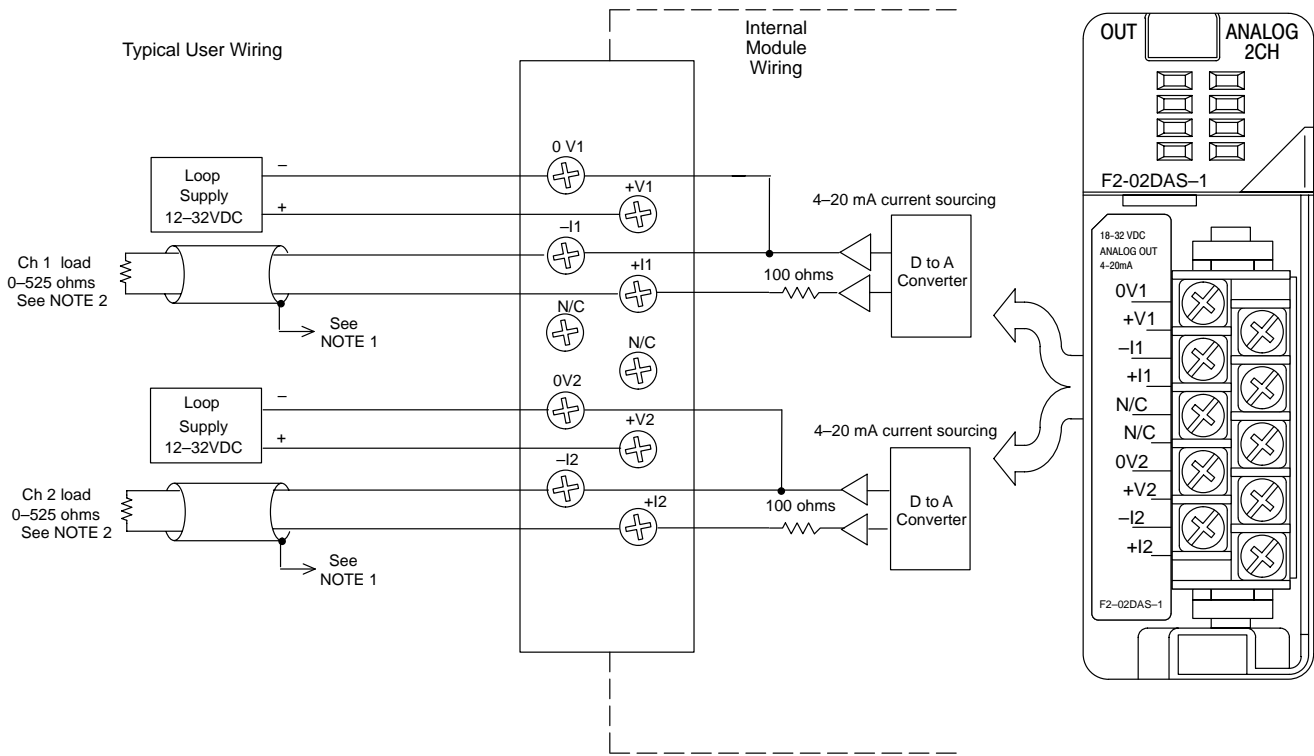 Typical User Wiring
Internal
Module
Wiring
0 V1
–
Loop
Supply
12–32VDC
+
+V1
–I1
Ch 1 load
0–525 ohms
See NOTE 2
+I1
See
NOTE 1
N/C
N/C
4–20 mA current sourcing
100 ohms
D to A
Converter
0V2
–
Loop
Supply
12–32VDC
+
+V2
–I2
Ch 2 load
0–525 ohms
See NOTE 2
+I2
See
NOTE 1
4–20 mA current sourcing
100 ohms
D to A
Converter
OUT
ANALOG
2CH
F2-02DAS–1
18-32 VDC
ANALOG OUT
4-20mA
0V1
+V1
–I1
+I1
N/C
N/C
0V2
+V2
–I2
+I2
F2–02DAS–1